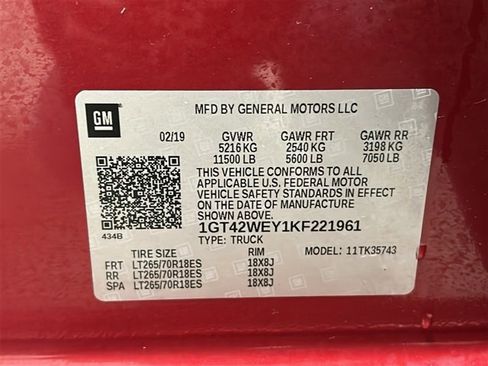 GM
MFD BY GENERAL MOTORS LLC
02/19 GVWR GAWR FRT GAWR RR
5216 KG 2540 KG 3198 KG
11500 LB 5600 LB 7050 LB
THIS VEHICLE CONFORMS TO ALL
APPLICABLE U.S. FEDERAL MOTOR
VEHICLE SAFETY STANDARDS IN EFFECT
ON THE DATE OF MANUFACTURE
SHOWN ABOVE.
434B
1GT42WEY1KF221961
TYPE: TRUCK MODEL: 11TK35743
TIRE SIZE RIM
FRT LT265/70R18ES 18X8J
RR LT265/70R18ES 18X8J
SPA LT265/70R18ES 18X8J